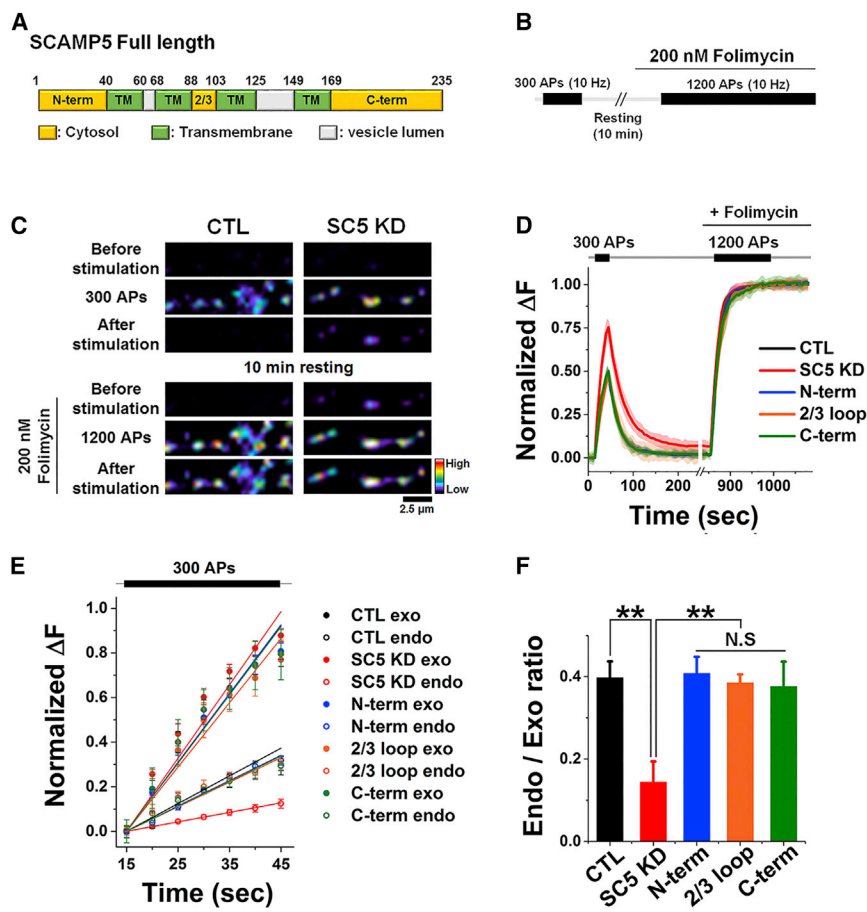 A
SCAMP5 Full length
1 40 60 68 88 103 125 149 169 235
N-term TM TM 2/3 TM TM C-term
: Cytosol : Transmembrane : vesicle lumen
B
200 nM Folimycin
300 APs (10 Hz) 1200 APs (10 Hz)
Resting
(10 min)
C
CTL SC5 KD
Before
stimulation
300 APs
After
stimulation
10 min resting
Before
stimulation
1200 APs
After
stimulation
200 nM
Folimycin
High
Low
2.5 µm
D
+ Folimycin
300 APs 1200 APs
Normalized ΔF
1.00
0.75
0.50
0.25
0.00
0 100 200 900 1000
Time (sec)
CTL
SC5 KD
N-term
2/3 loop
C-term
E
300 APs
Normalized ΔF
1.0
0.8
0.6
0.4
0.2
0.0
15 25 35 45
Time (sec)
CTL exo
CTL endo
SC5 KD exo
SC5 KD endo
N-term exo
N-term endo
2/3 loop exo
2/3 loop endo
C-term exo
C-term endo
F
** **
N.S
Endo / Exo ratio
0.4
0.2
0.0
CTL
SC5 KD
N-term
2/3 loop
C-term